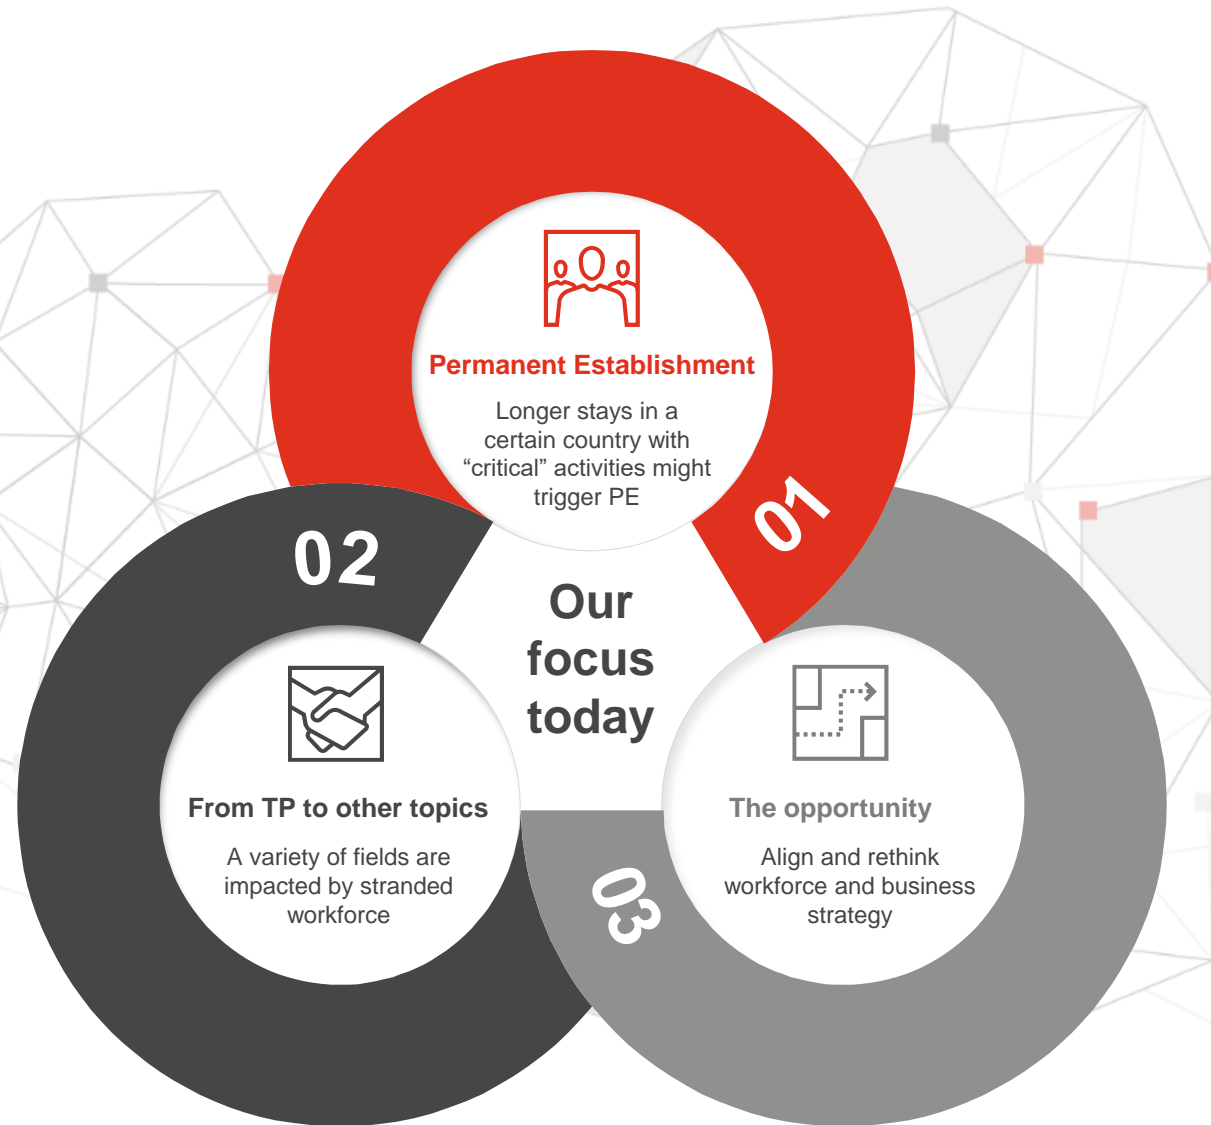 Permanent Establishment
Longer stays in a
certain country with
“critical” activities might
trigger PE
01
02
Our
focus
today
From TP to other topics
A variety of fields are
impacted by stranded
workforce
The opportunity
Align and rethink
workforce and business
strategy
03